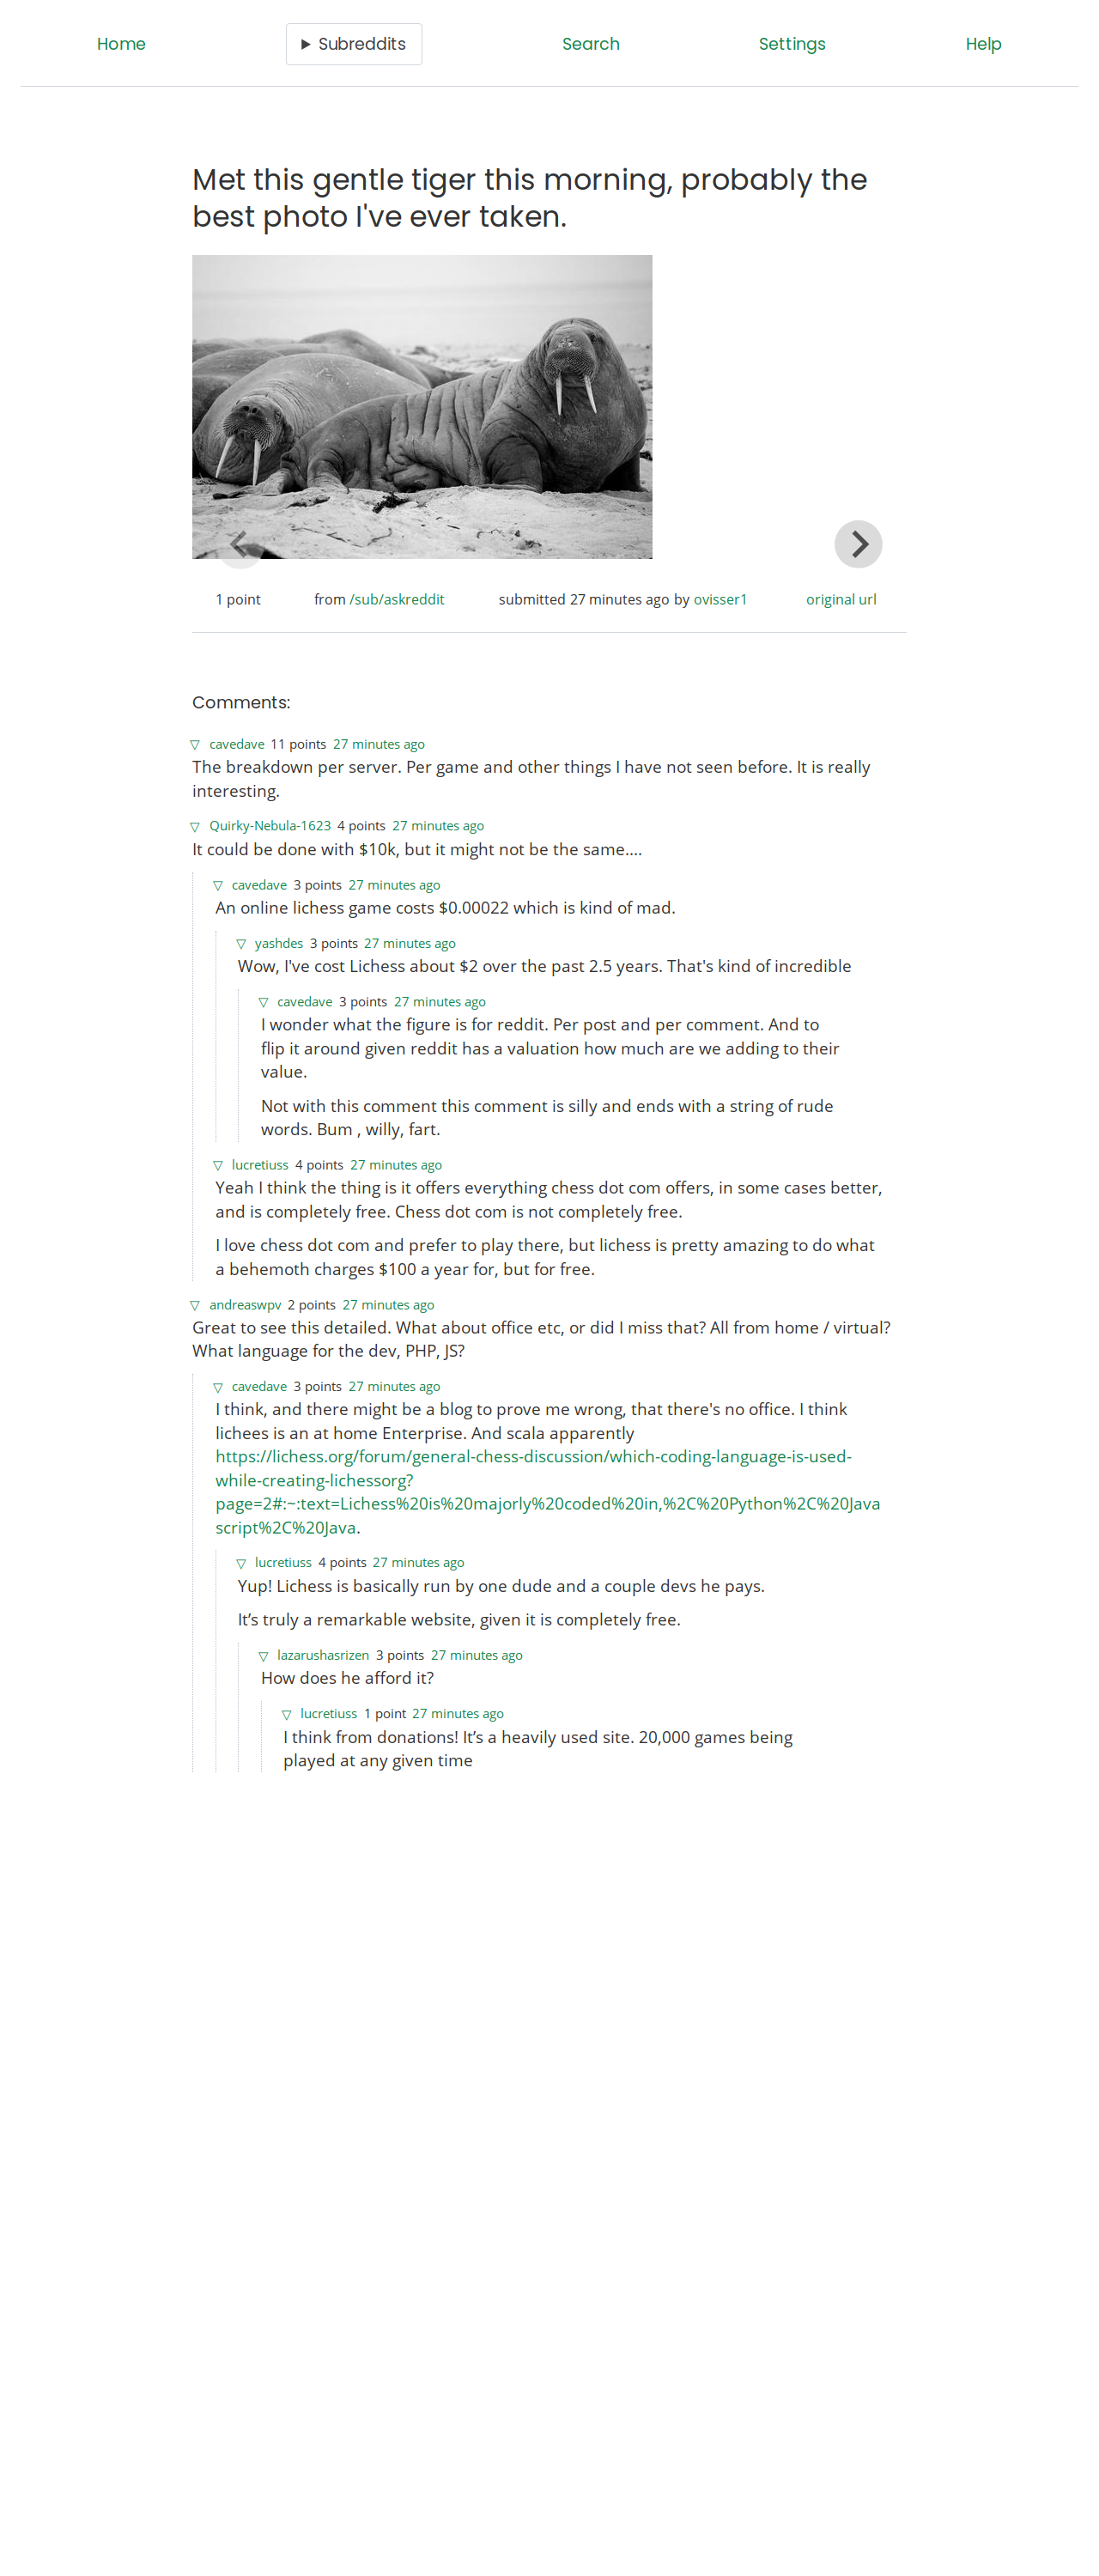 Home
▶ Subreddits
Search
Settings
Help
Met this gentle tiger this morning, probably the
best photo I've ever taken.
1 point
from /sub/askreddit
submitted 27 minutes ago by ovisser1
original url
Comments:
▽ cavedave 11 points 27 minutes ago
The breakdown per server. Per game and other things I have not seen before. It is really
interesting.
▽ Quirky-Nebula-1623 4 points 27 minutes ago
It could be done with $10k, but it might not be the same....
▽ cavedave 3 points 27 minutes ago
An online lichess game costs $0.00022 which is kind of mad.
▽ yashdes 3 points 27 minutes ago
Wow, I've cost Lichess about $2 over the past 2.5 years. That's kind of incredible
▽ cavedave 3 points 27 minutes ago
I wonder what the figure is for reddit. Per post and per comment. And to
flip it around given reddit has a valuation how much are we adding to their
value.
Not with this comment this comment is silly and ends with a string of rude
words. Bum , willy, fart.
▽ lucretiuss 4 points 27 minutes ago
Yeah I think the thing is it offers everything chess dot com offers, in some cases better,
and is completely free. Chess dot com is not completely free.
I love chess dot com and prefer to play there, but lichess is pretty amazing to do what
a behemoth charges $100 a year for, but for free.
▽ andreaswpv 2 points 27 minutes ago
Great to see this detailed. What about office etc, or did I miss that? All from home / virtual?
What language for the dev, PHP, JS?
▽ cavedave 3 points 27 minutes ago
I think, and there might be a blog to prove me wrong, that there's no office. I think
lichees is an at home Enterprise. And scala apparently
https://lichess.org/forum/general-chess-discussion/which-coding-language-is-used-
while-creating-lichessorg?
page=2#:~:text=Lichess%20is%20majorly%20coded%20in,%2C%20Python%2C%20Java
script%2C%20Java.
▽ lucretiuss 4 points 27 minutes ago
Yup! Lichess is basically run by one dude and a couple devs he pays.
It’s truly a remarkable website, given it is completely free.
▽ lazarushasrizen 3 points 27 minutes ago
How does he afford it?
▽ lucretiuss 1 point 27 minutes ago
I think from donations! It’s a heavily used site. 20,000 games being
played at any given time